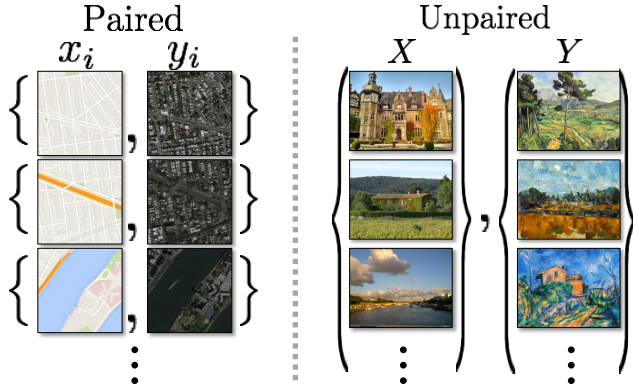 Paired
Unpaired
x_i
y_i
X
Y
{ , }
{ , }
{ , }
{ } , { }